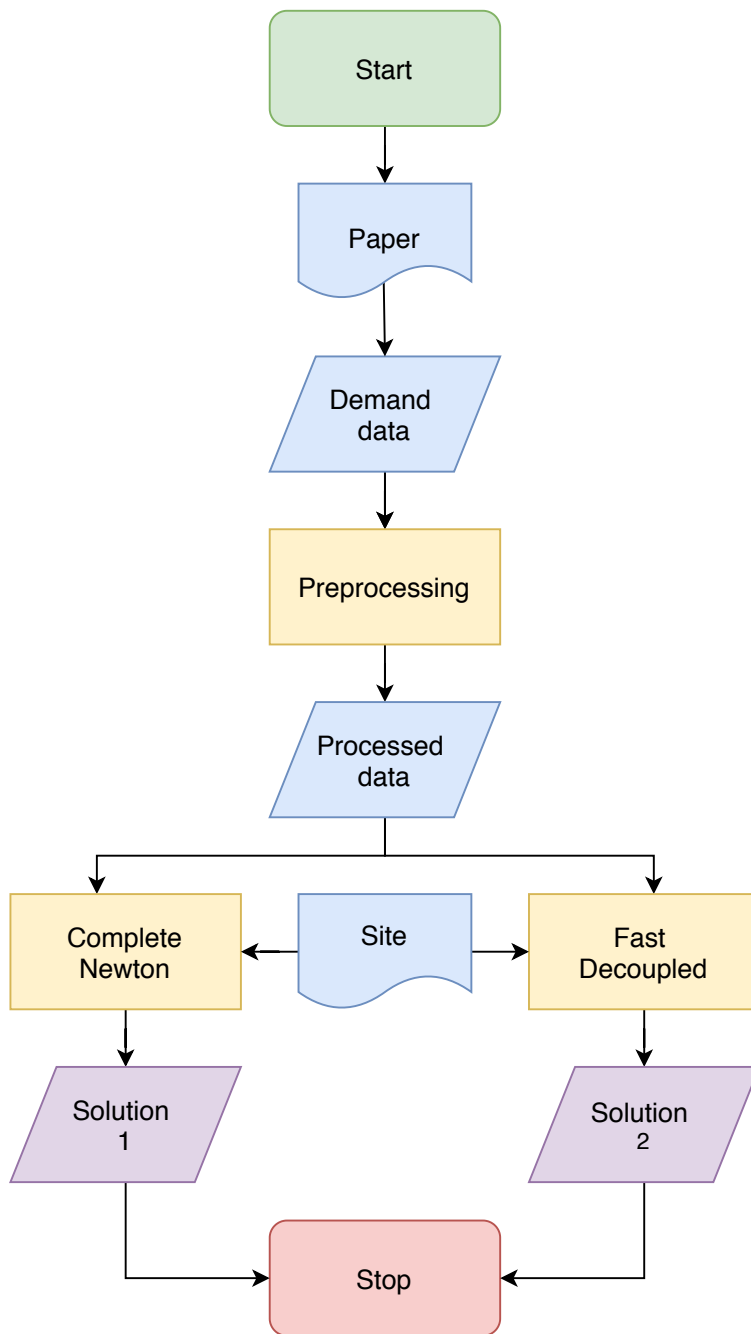 Start
Paper
Demand
data
Preprocessing
Processed
data
Complete
Newton
Site
Fast
Decoupled
Solution
1
Solution
2
Stop